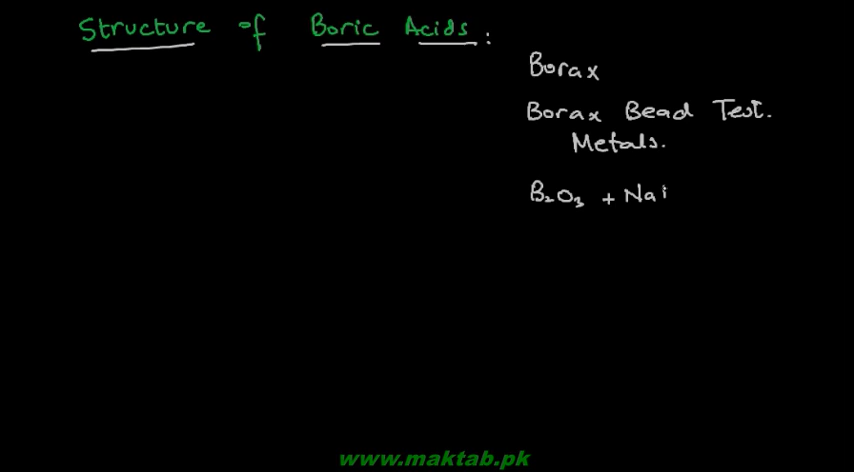 Structure of Boric Acids:
Borax
Borax Bead Test.
Metals.
B₂O₃ + Na
www.maktab.pk